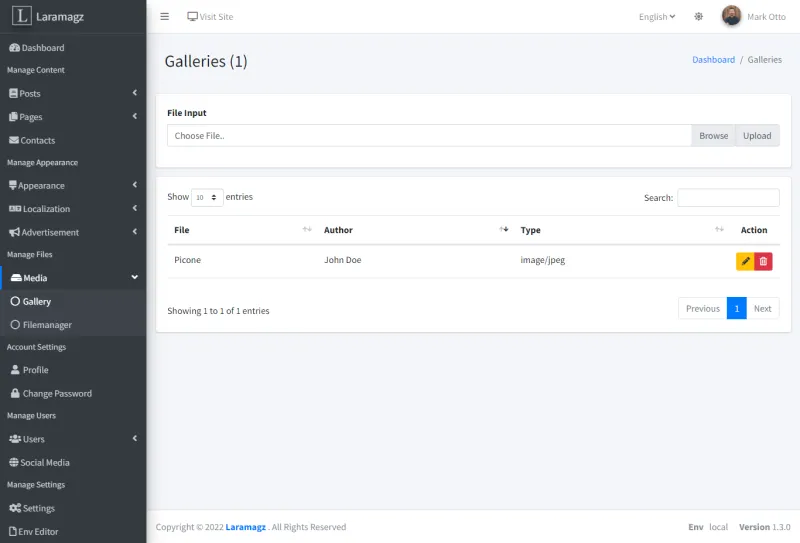 L Laramagz
Visit Site
English
Mark Otto
Dashboard
Manage Content
Posts
Pages
Contacts
Manage Appearance
Appearance
Localization
Advertisement
Manage Files
Media
Gallery
Filemanager
Account Settings
Profile
Change Password
Manage Users
Users
Social Media
Manage Settings
Settings
Env Editor
Galleries (1)
Dashboard / Galleries
File Input
Choose File.. Browse Upload
Show 10 entries
Search:
File Author Type Action
Picone John Doe image/jpeg
Showing 1 to 1 of 1 entries
Previous 1 Next
Copyright © 2022 Laramagz . All Rights Reserved
Env local Version 1.3.0